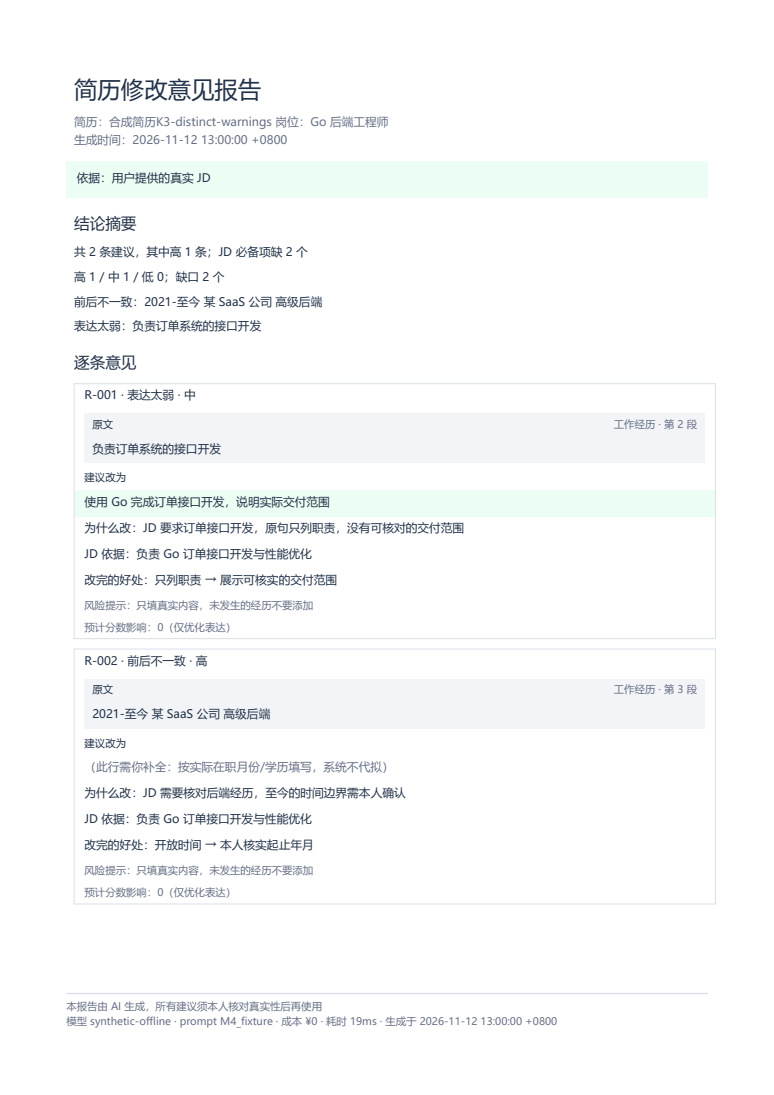 简历修改意见报告
简历：合成简历K3-distinct-warnings 岗位：Go 后端工程师
生成时间：2026-11-12 13:00:00 +0800
依据：用户提供的真实 JD
结论摘要
共 2 条建议，其中高 1 条；JD 必备项缺 2 个
高 1 / 中 1 / 低 0；缺口 2 个
前后不一致：2021-至今 某 SaaS 公司 高级后端
表达太弱：负责订单系统的接口开发
逐条意见
R-001 · 表达太弱 · 中
原文 工作经历 · 第 2 段
负责订单系统的接口开发
建议改为
使用 Go 完成订单接口开发，说明实际交付范围
为什么改：JD 要求订单接口开发，原句只列职责，没有可核对的交付范围
JD 依据：负责 Go 订单接口开发与性能优化
改完的好处：只列职责 → 展示可核实的交付范围
风险提示：只填真实内容，未发生的经历不要添加
预计分数影响：0（仅优化表达）
R-002 · 前后不一致 · 高
原文 工作经历 · 第 3 段
2021-至今 某 SaaS 公司 高级后端
建议改为
（此行需你补全：按实际在职月份/学历填写，系统不代拟）
为什么改：JD 需要核对后端经历，至今的时间边界需本人确认
JD 依据：负责 Go 订单接口开发与性能优化
改完的好处：开放时间 → 本人核实起止年月
风险提示：只填真实内容，未发生的经历不要添加
预计分数影响：0（仅优化表达）
本报告由 AI 生成，所有建议须本人核对真实性后再使用
模型 synthetic-offline · prompt M4_fixture · 成本 ¥0 · 耗时 19ms · 生成于 2026-11-12 13:00:00 +0800